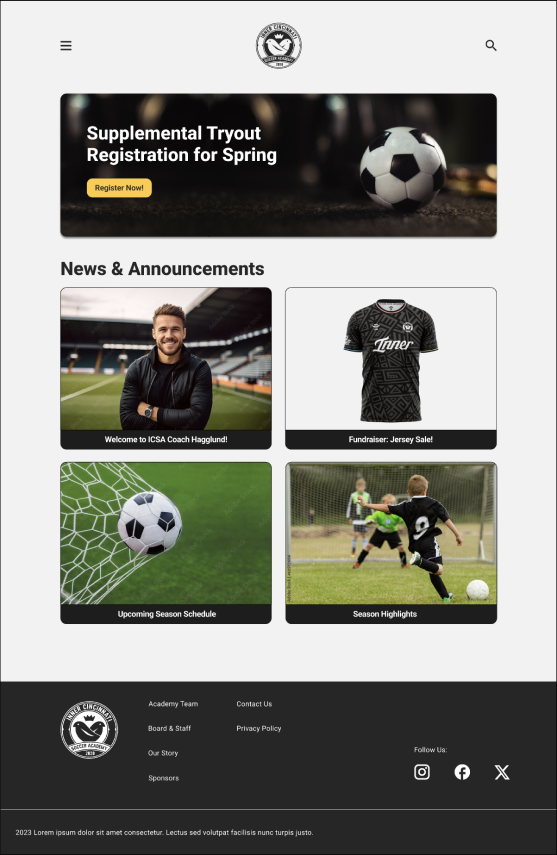 INNER CINCINNATI
SOCCER ACADEMY
Supplemental Tryout
Registration for Spring
Register Now!
News & Announcements
Inner
Welcome to ICSA Coach Hagglund!
Fundraiser: Jersey Sale!
9
Upcoming Season Schedule
Season Highlights
INNER CINCINNATI
SOCCER ACADEMY
Academy Team
Contact Us
Board & Staff
Privacy Policy
Our Story
Sponsors
Follow Us:
2023 Lorem ipsum dolor sit amet consectetur. Lectus sed volutpat facilisis nunc turpis justo.